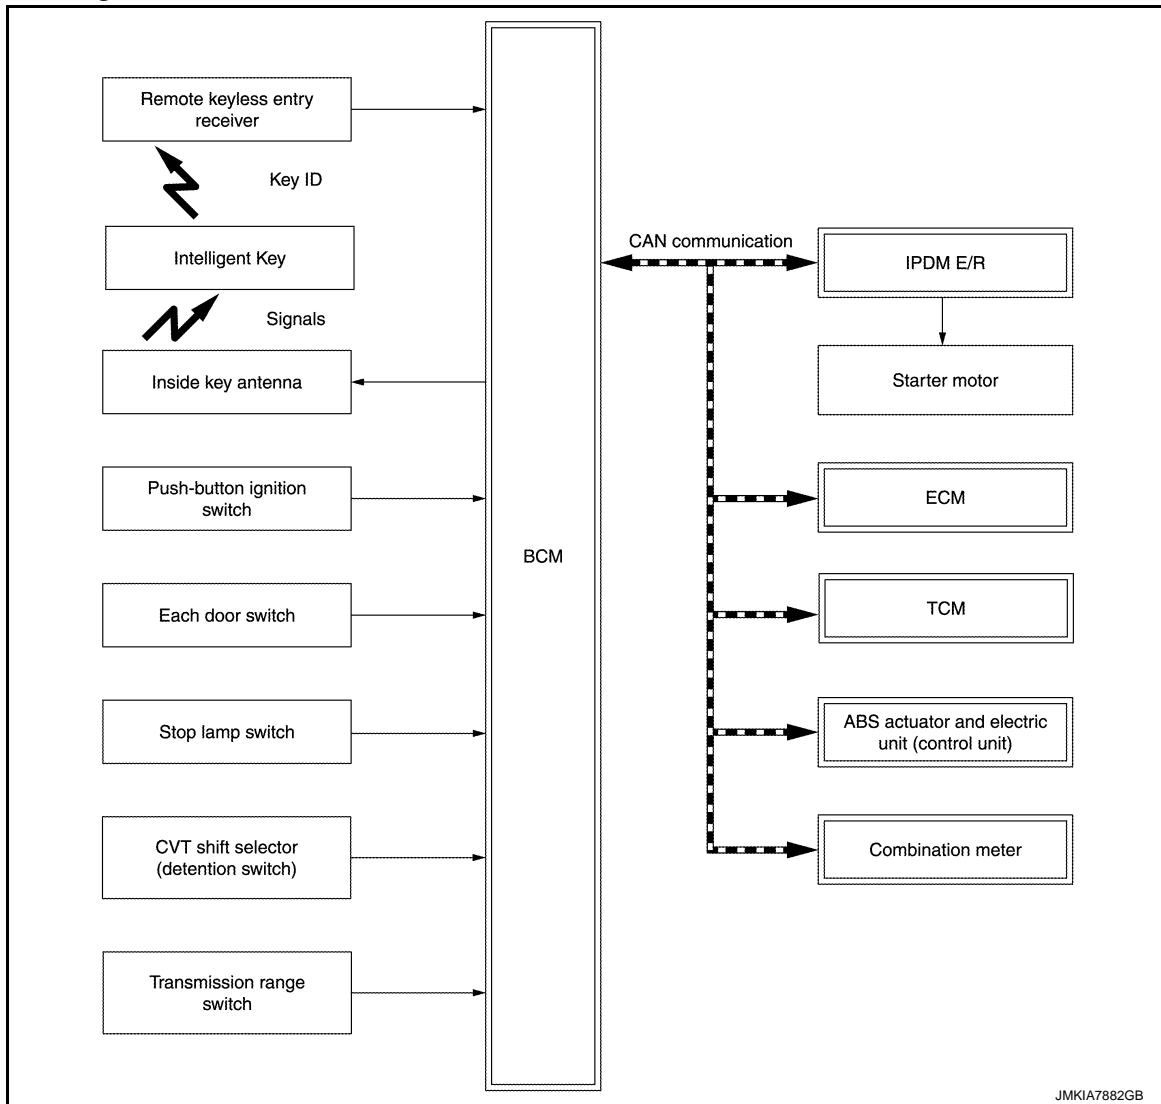 Remote keyless entry
receiver
Key ID
Intelligent Key
Signals
Inside key antenna
Push-button ignition
switch
Each door switch
Stop lamp switch
CVT shift selector
(detention switch)
Transmission range
switch
BCM
CAN communication
IPDM E/R
Starter motor
ECM
TCM
ABS actuator and electric
unit (control unit)
Combination meter
JMKIA7882GB